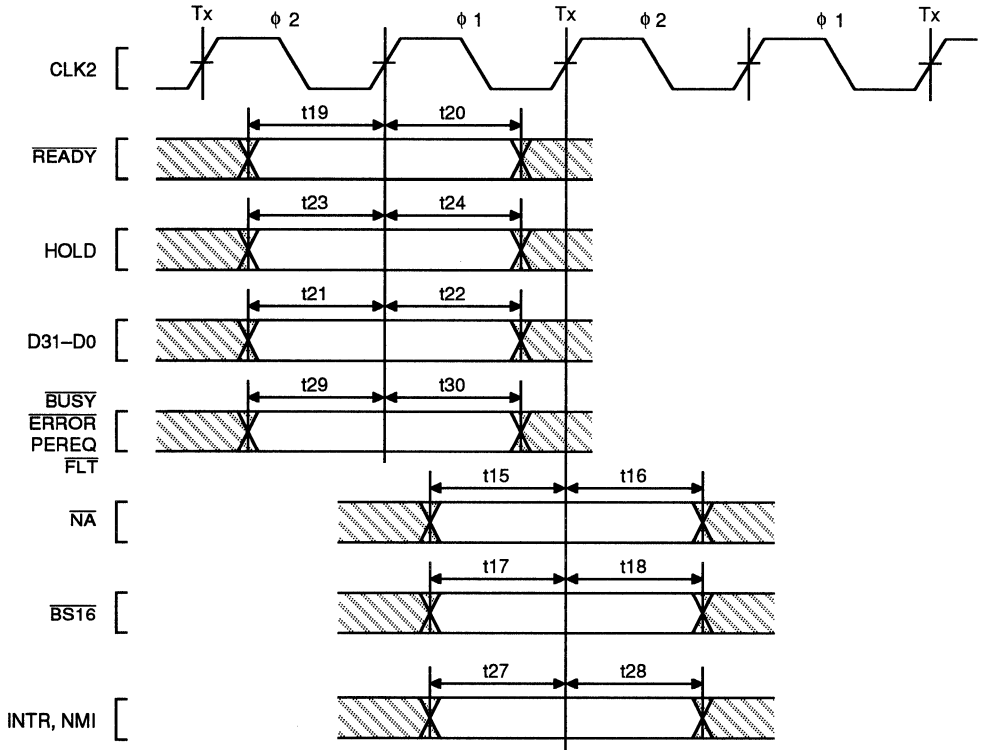 Tx φ 2 φ 1 Tx φ 2 φ 1 Tx
CLK2
t19 t20
READY
t23 t24
HOLD
t21 t22
D31–D0
t29 t30
BUSY
ERROR
PEREQ
FLT
t15 t16
NA
t17 t18
BS16
t27 t28
INTR, NMI